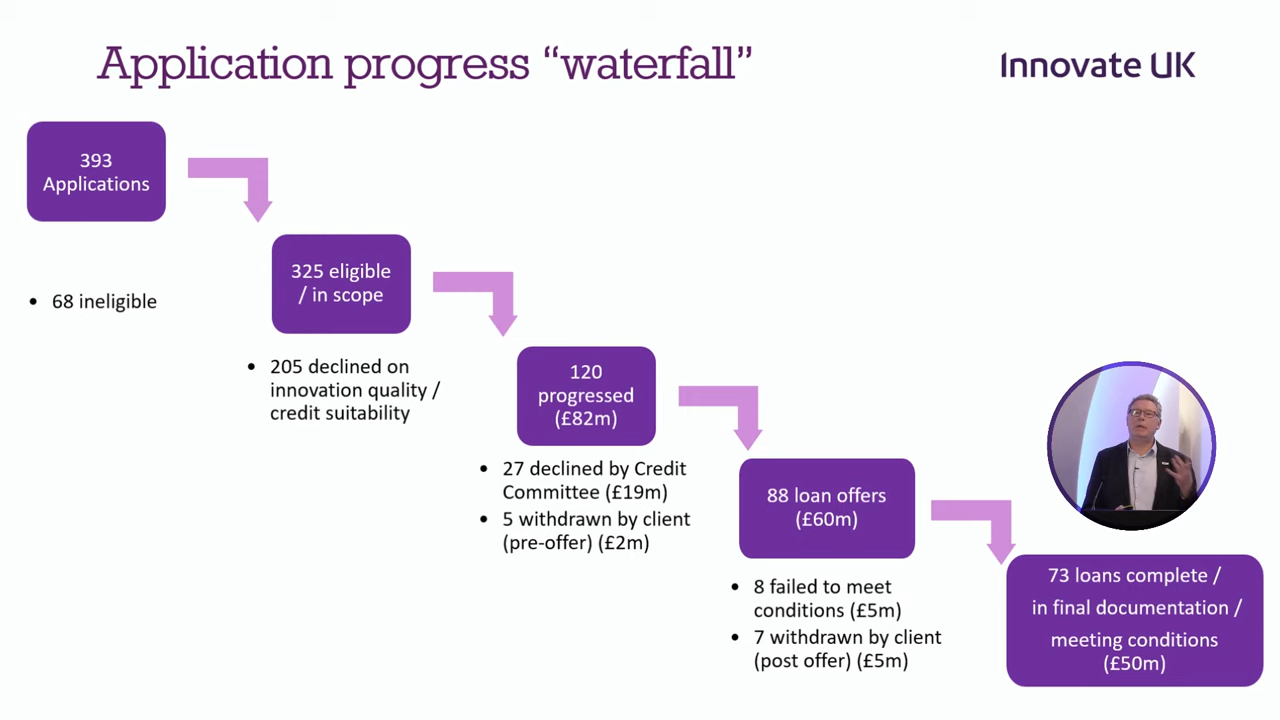 Application progress “waterfall”
Innovate UK
393
Applications
• 68 ineligible
325 eligible
/ in scope
• 205 declined on
innovation quality /
credit suitability
120
progressed
(£82m)
• 27 declined by Credit
Committee (£19m)
• 5 withdrawn by client
(pre-offer) (£2m)
88 loan offers
(£60m)
• 8 failed to meet
conditions (£5m)
• 7 withdrawn by client
(post offer) (£5m)
73 loans complete /
in final documentation /
meeting conditions
(£50m)